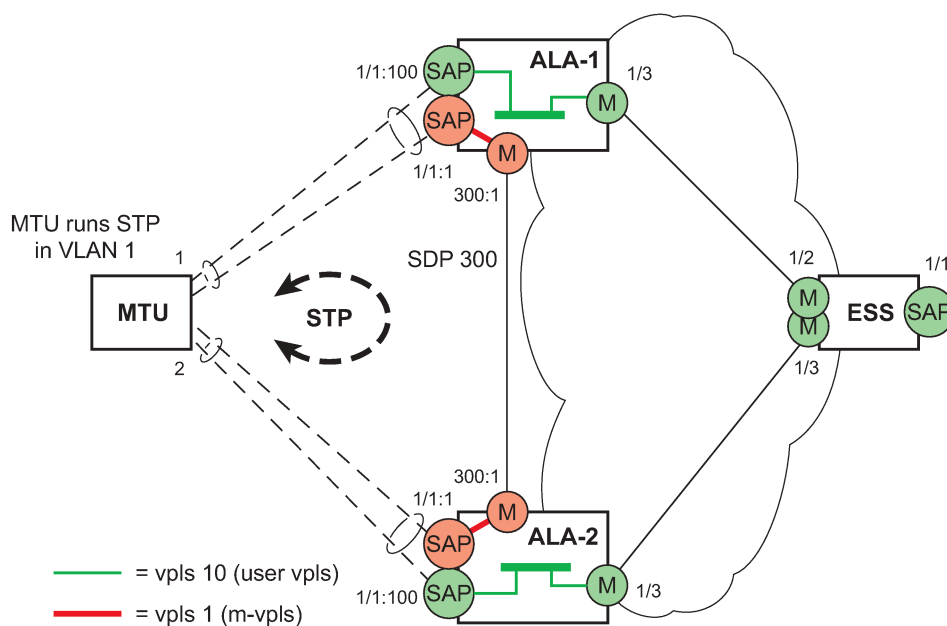 ALA-1
1/1:100
SAP
1/3
M
SAP
M
1/1:1
300:1
MTU runs STP
in VLAN 1
1
SDP 300
1/2
1/1
MTU
STP
M
M
ESS
SAP
2
1/3
300:1
1/1:1
M
SAP
ALA-2
SAP
M
1/1:100
1/3
= vpls 10 (user vpls)
= vpls 1 (m-vpls)